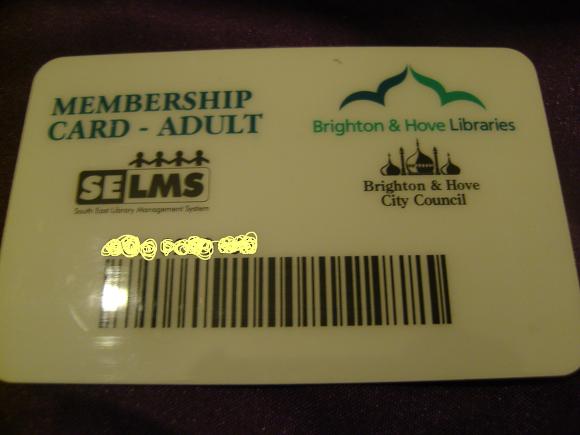 MEMBERSHIP
CARD - ADULT
SELMS
South East Library Management System
Brighton & Hove Libraries
Brighton & Hove
City Council